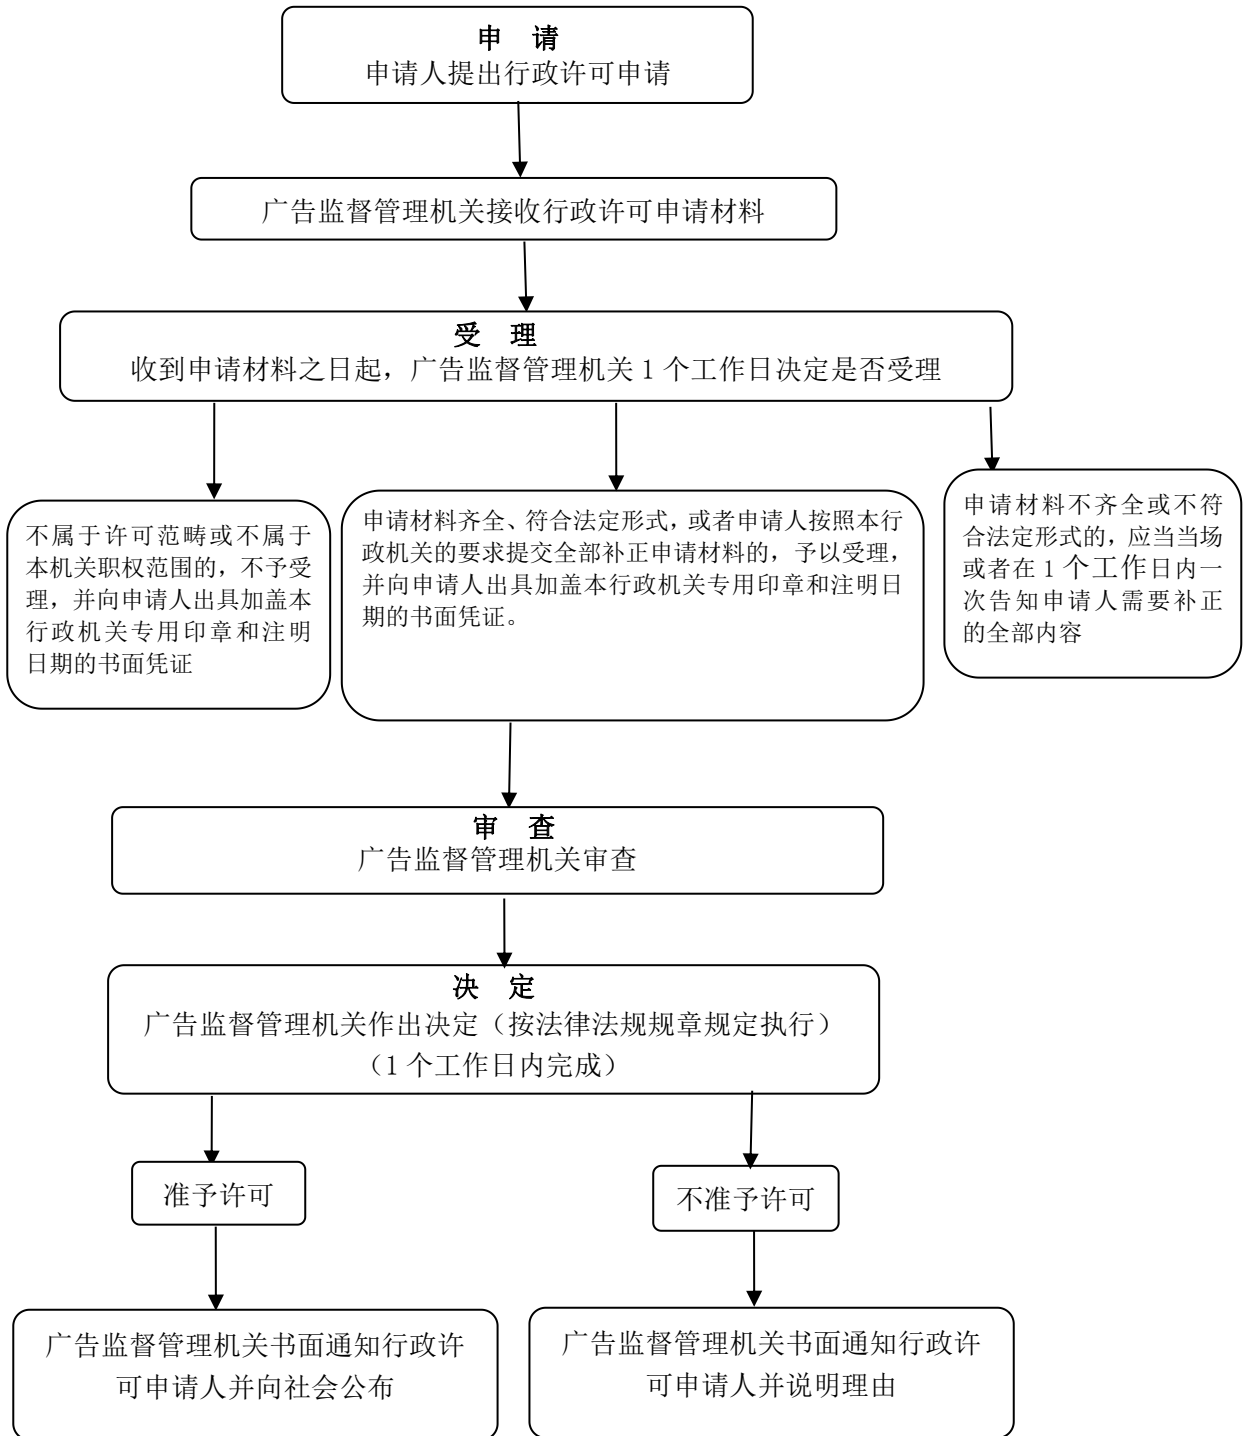 申 请
申请人提出行政许可申请
广告监督管理机关接收行政许可申请材料
受 理
收到申请材料之日起，广告监督管理机关 1 个工作日决定是否受理
不属于许可范畴或不属于
本机关职权范围的，不予受
理，并向申请人出具加盖本
行政机关专用印章和注明
日期的书面凭证
申请材料齐全、符合法定形式，或者申请人按照本行
政机关的要求提交全部补正申请材料的，予以受理，
并向申请人出具加盖本行政机关专用印章和注明日
期的书面凭证。
申请材料不齐全或不符
合法定形式的，应当当场
或者在 1 个工作日内一
次告知申请人需要补正
的全部内容
审 查
广告监督管理机关审查
决 定
广告监督管理机关作出决定（按法律法规规章规定执行）
（1 个工作日内完成）
准予许可
不准予许可
广告监督管理机关书面通知行政许
可申请人并向社会公布
广告监督管理机关书面通知行政许
可申请人并说明理由